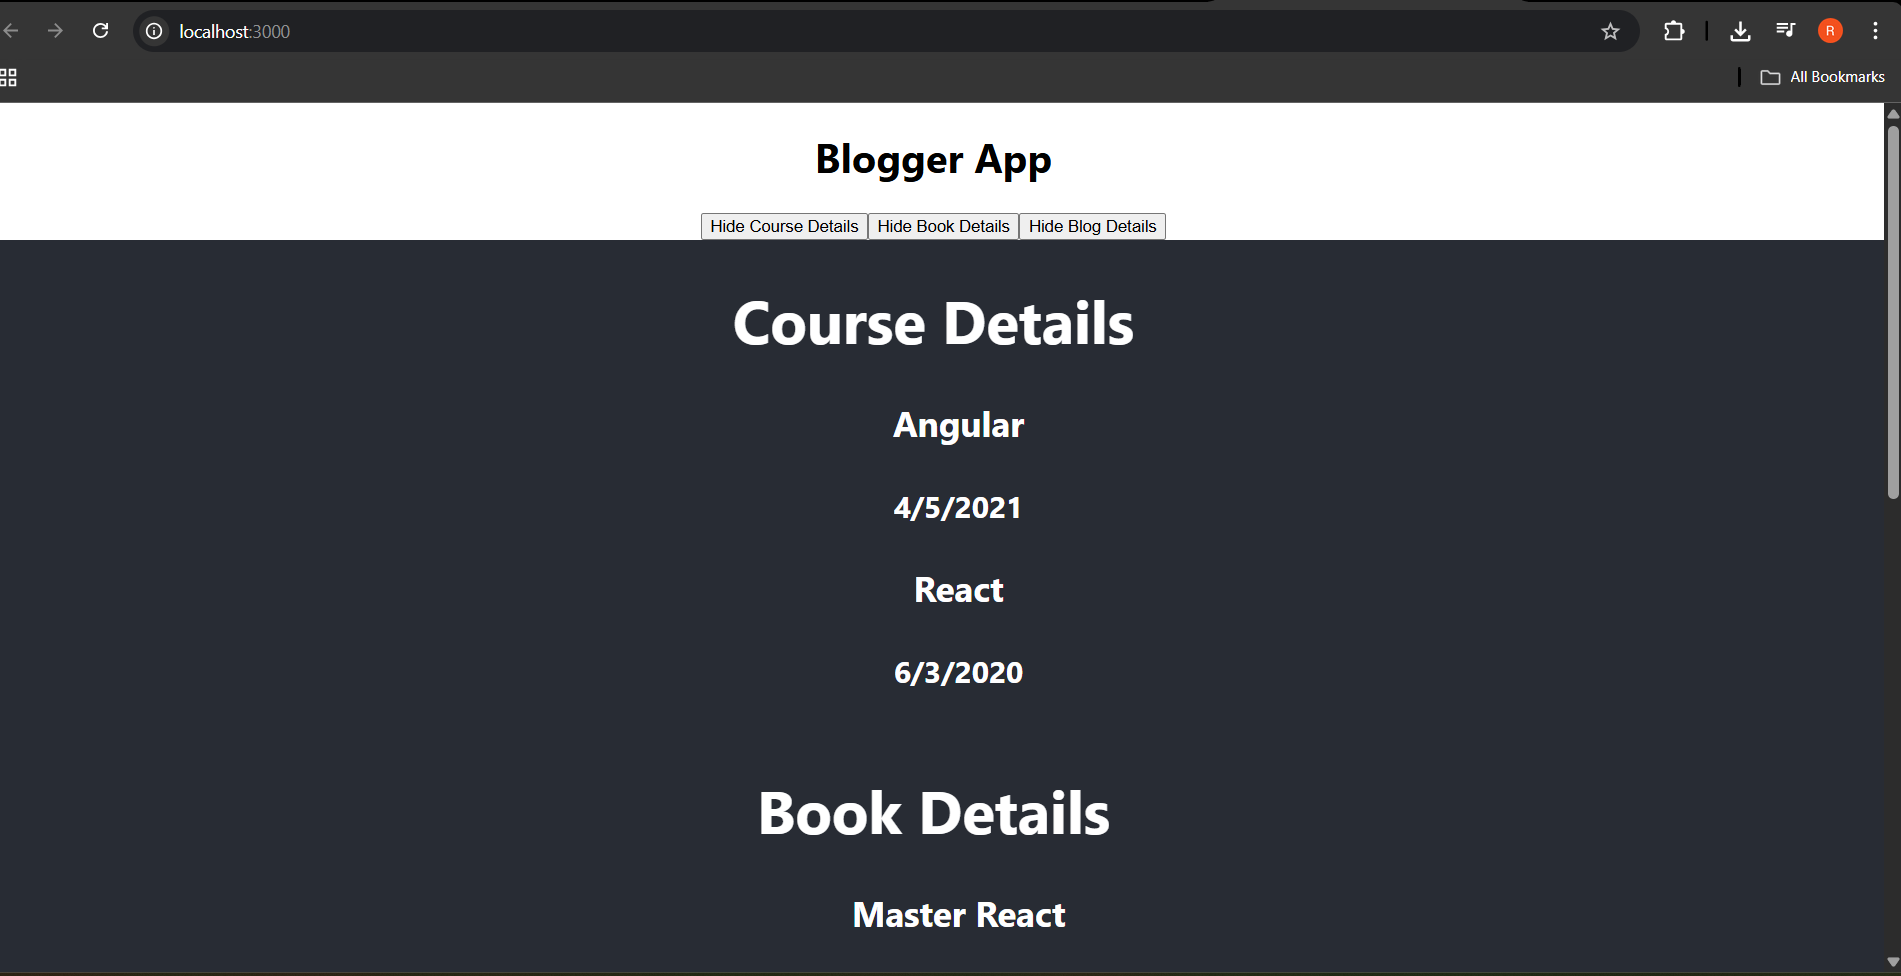 localhost:3000
R
All Bookmarks
Blogger App
Hide Course Details Hide Book Details Hide Blog Details
Course Details
Angular
4/5/2021
React
6/3/2020
Book Details
Master React